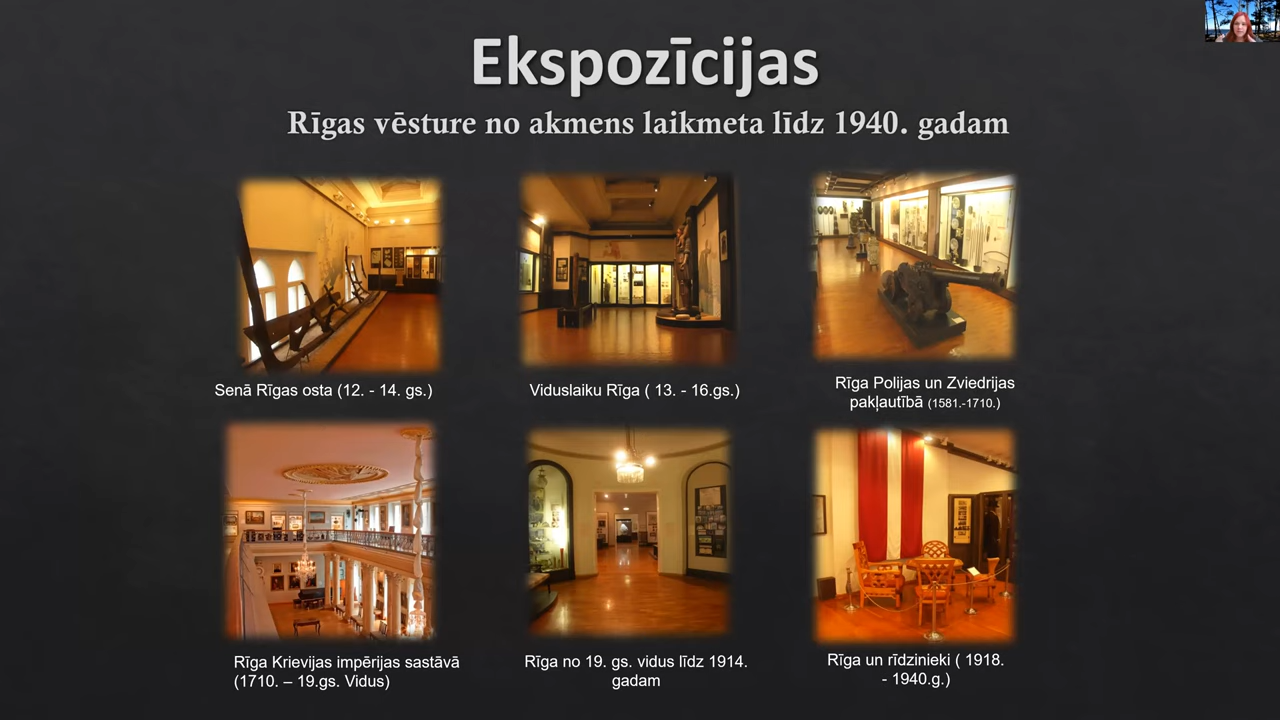 Ekspozīcijas
Rīgas vēsture no akmens laikmeta līdz 1940. gadam
Senā Rīgas osta (12. - 14. gs.)
Viduslaiku Rīga ( 13. - 16.gs.)
Rīga Polijas un Zviedrijas
pakļautībā (1581.-1710.)
Rīga Krievijas impērijas sastāvā
(1710. – 19.gs. Vidus)
Rīga no 19. gs. vidus līdz 1914.
gadam
Rīga un rīdzinieki ( 1918.
- 1940.g.)